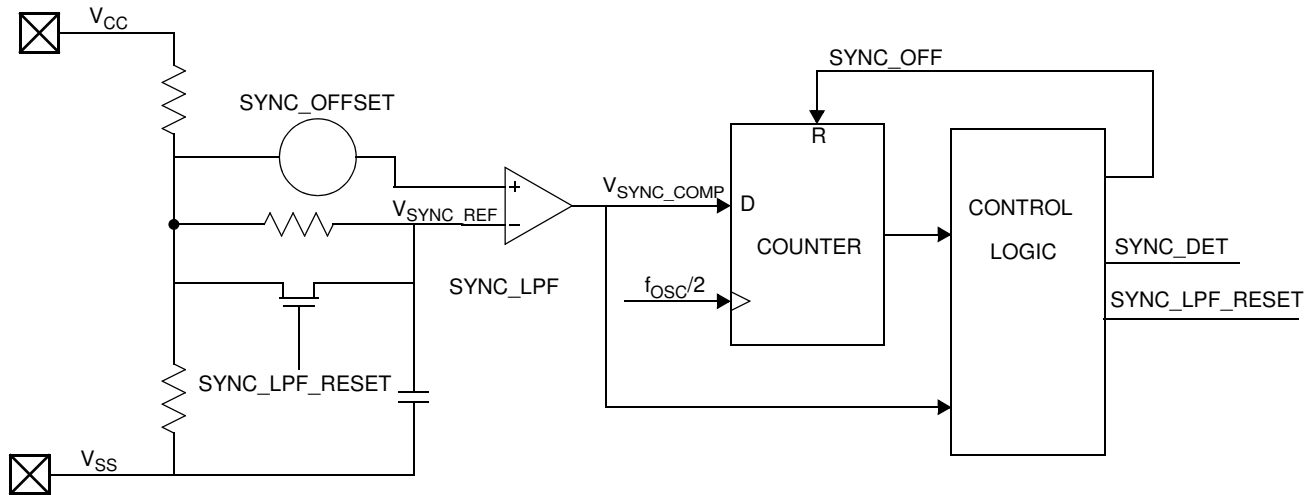 VCC
SYNC_OFF
SYNC_OFFSET
R
+
VSYNC_COMP
D
CONTROL
LOGIC
VSYNC_REF
−
COUNTER
SYNC_DET
SYNC_LPF
fOSC/2
SYNC_LPF_RESET
SYNC_LPF_RESET
VSS